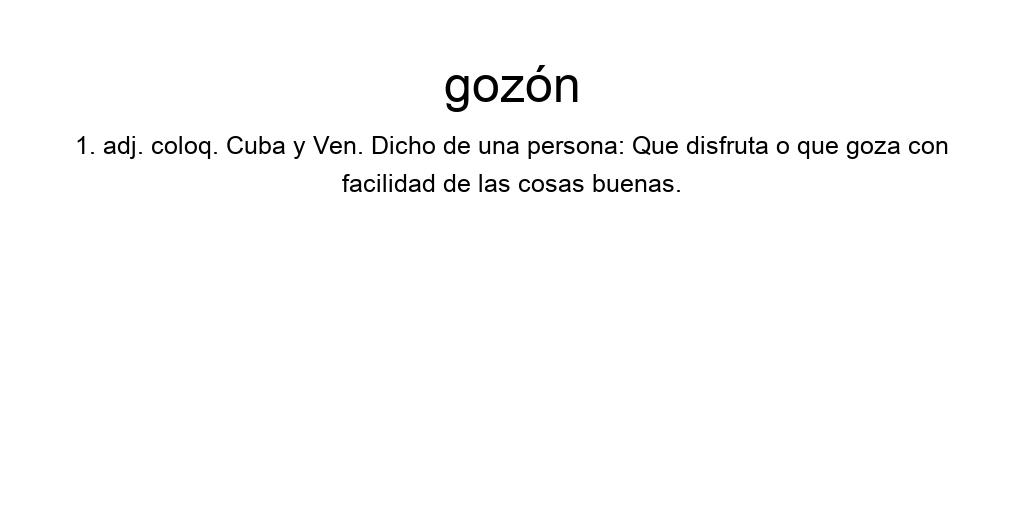 gozón
1. adj. coloq. Cuba y Ven. Dicho de una persona: Que disfruta o que goza con
facilidad de las cosas buenas.